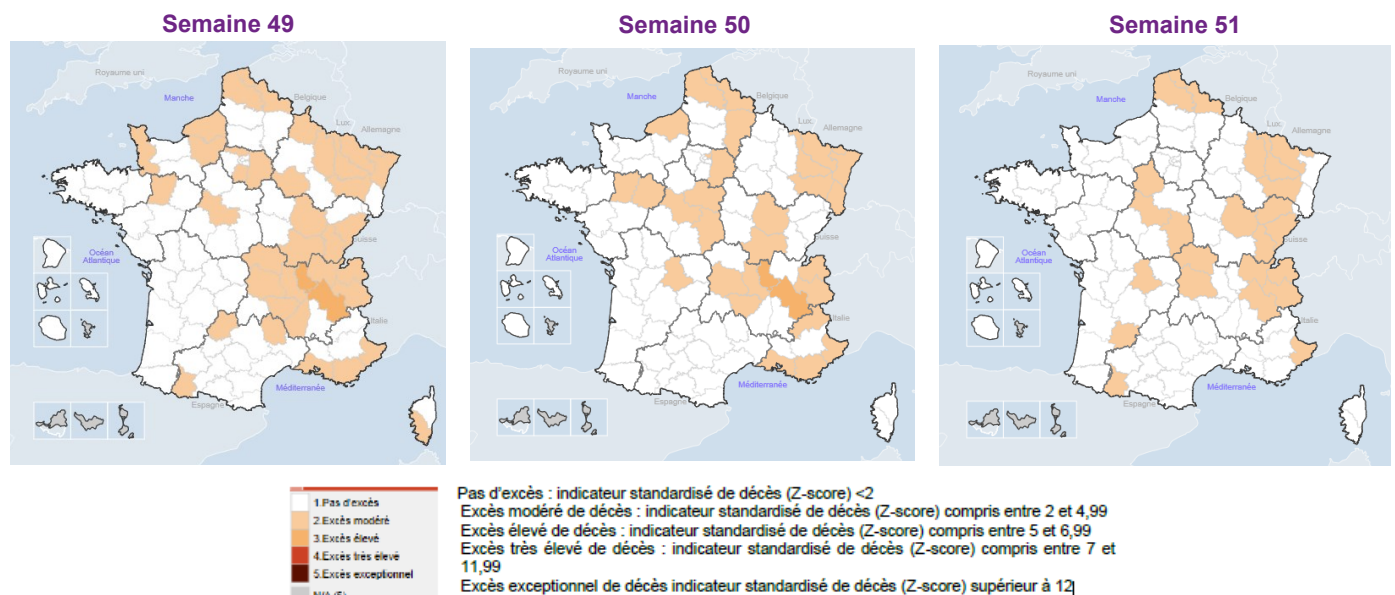 Semaine 49
Semaine 50
Semaine 51
Royaume uni
Manche
Belgique
Lux.
Allemagne
Suisse
Océan
Atlantique
Italie
Méditerranée
Espagne
Royaume uni
Manche
Belgique
Lux.
Allemagne
Suisse
Océan
Atlantique
Italie
Méditerranée
Espagne
Royaume uni
Manche
Belgique
Lux.
Allemagne
Suisse
Océan
Atlantique
Italie
Méditerranée
Espagne
1.Pas d'excès
2.Excès modéré
3.Excès élevé
4.Excès très élevé
5.Excès exceptionnel
N/A (5)
Pas d'excès : indicateur standardisé de décès (Z-score) <2
Excès modéré de décès : indicateur standardisé de décès (Z-score) compris entre 2 et 4,99
Excès élevé de décès : indicateur standardisé de décès (Z-score) compris entre 5 et 6,99
Excès très élevé de décès : indicateur standardisé de décès (Z-score) compris entre 7 et
11,99
Excès exceptionnel de décès indicateur standardisé de décès (Z-score) supérieur à 12